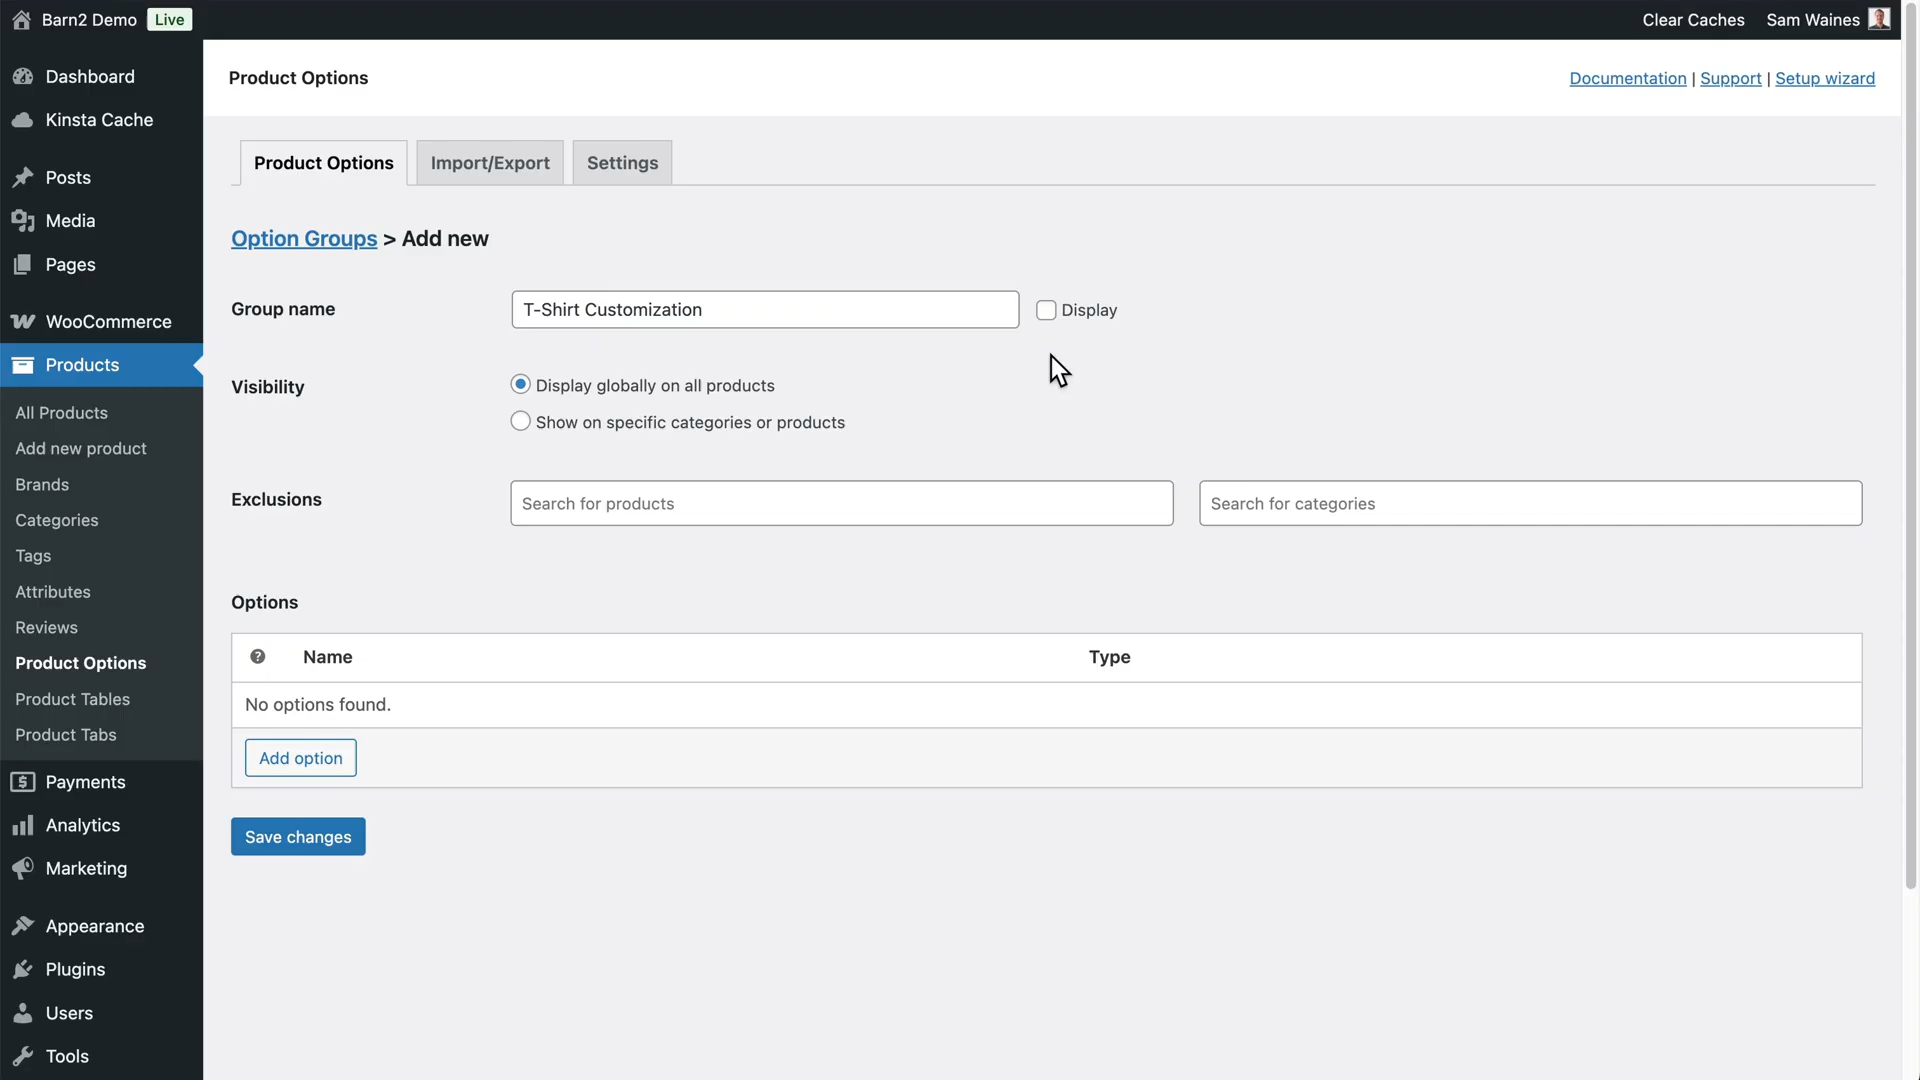 Barn2 Demo Live Clear Caches Sam Waines
Dashboard
Kinsta Cache
Posts
Media
Pages
WooCommerce
Products
All Products
Add new product
Brands
Categories
Tags
Attributes
Reviews
Product Options
Product Tables
Product Tabs
Payments
Analytics
Marketing
Appearance
Plugins
Users
Tools
Product Options Documentation | Support | Setup wizard
Product Options Import/Export Settings
Option Groups > Add new
Group name T-Shirt Customization Display
Visibility Display globally on all products
Show on specific categories or products
Exclusions Search for products Search for categories
Options
? Name Type
No options found.
Add option
Save changes